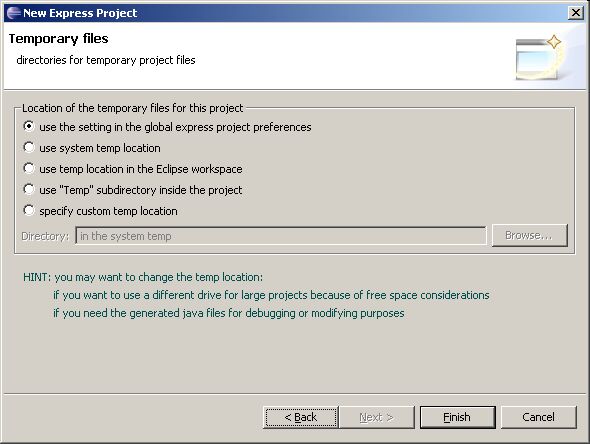 New Express Project
Temporary files
directories for temporary project files
Location of the temporary files for this project
use the setting in the global express project preferences
use system temp location
use temp location in the Eclipse workspace
use "Temp" subdirectory inside the project
specify custom temp location
Directory: in the system temp Browse...
HINT: you may want to change the temp location:
if you want to use a different drive for large projects because of free space considerations
if you need the generated java files for debugging or modifying purposes
< Back Next > Finish Cancel